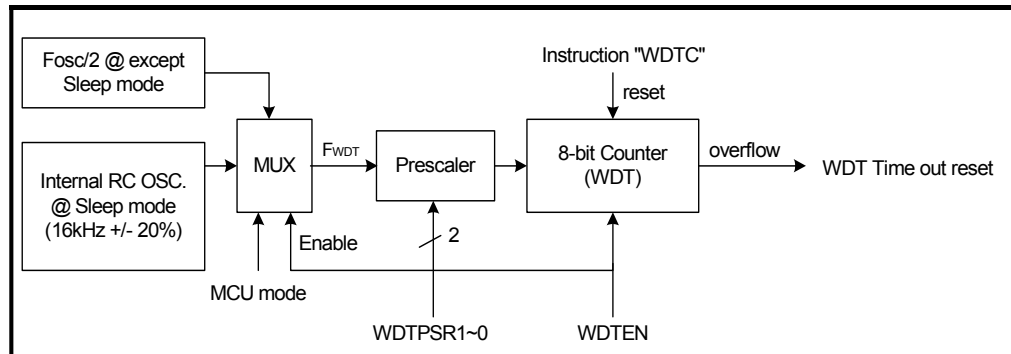 Fosc/2 @ except
Sleep mode
Instruction "WDTC"
reset
Internal RC OSC.
@ Sleep mode
(16kHz +/- 20%)
MUX
FWDT
Prescaler
8-bit Counter
(WDT)
overflow
WDT Time out reset
Enable
2
MCU mode
WDTPSR1~0
WDTEN